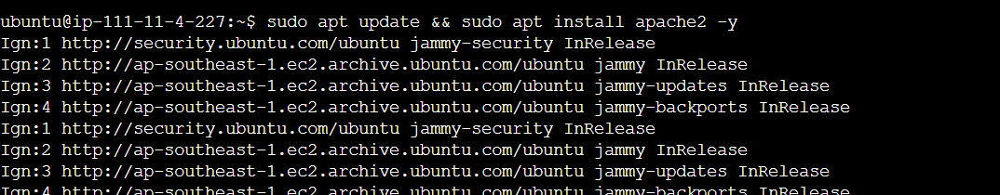 ubuntu@ip-111-11-4-227:~$ sudo apt update && sudo apt install apache2 -y
Ign:1 http://security.ubuntu.com/ubuntu jammy-security InRelease
Ign:2 http://ap-southeast-1.ec2.archive.ubuntu.com/ubuntu jammy InRelease
Ign:3 http://ap-southeast-1.ec2.archive.ubuntu.com/ubuntu jammy-updates InRelease
Ign:4 http://ap-southeast-1.ec2.archive.ubuntu.com/ubuntu jammy-backports InRelease
Ign:1 http://security.ubuntu.com/ubuntu jammy-security InRelease
Ign:2 http://ap-southeast-1.ec2.archive.ubuntu.com/ubuntu jammy InRelease
Ign:3 http://ap-southeast-1.ec2.archive.ubuntu.com/ubuntu jammy-updates InRelease
Ign:4 http://ap-southeast-1.ec2.archive.ubuntu.com/ubuntu jammy-backports InRelease